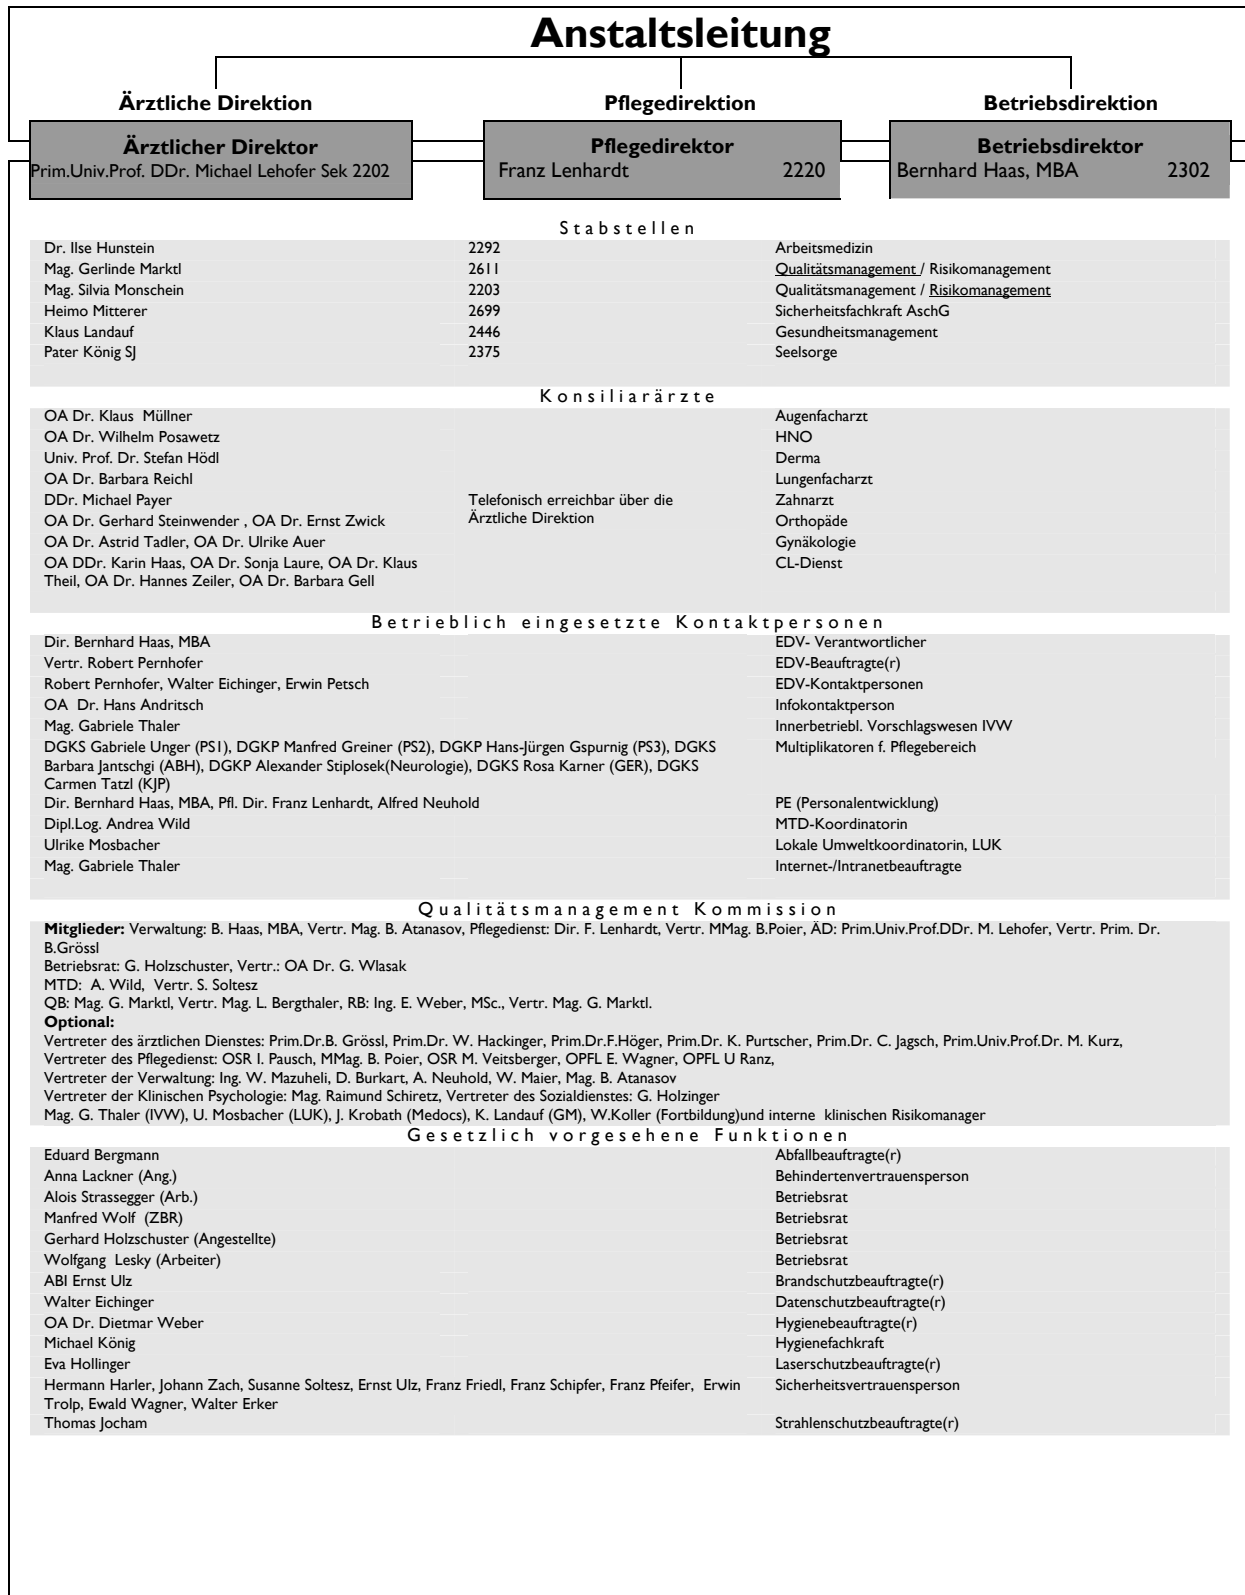 Anstaltsleitung
Ärztliche Direktion Pflegedirektion Betriebsdirektion
Ärztlicher Direktor Pflegedirektor Betriebsdirektor
Prim.Univ.Prof. DDr. Michael Lehofer Sek 2202 Franz Lenhardt 2220 Bernhard Haas, MBA 2302
Stabstellen
Dr. Ilse Hunstein 2292 Arbeitsmedizin
Mag. Gerlinde Marktl 2611 Qualitätsmanagement / Risikomanagement
Mag. Silvia Monschein 2203 Qualitätsmanagement / Risikomanagement
Heimo Mitterer 2699 Sicherheitsfachkraft AschG
Klaus Landauf 2446 Gesundheitsmanagement
Pater König SJ 2375 Seelsorge
Konsiliarärzte
OA Dr. Klaus Müllner Augenfacharzt
OA Dr. Wilhelm Posawetz HNO
Univ. Prof. Dr. Stefan Hödl Derma
OA Dr. Barbara Reichl Lungenfacharzt
DDr. Michael Payer Telefonisch erreichbar über die Zahnarzt
OA Dr. Gerhard Steinwender , OA Dr. Ernst Zwick Ärztliche Direktion Orthopäde
OA Dr. Astrid Tadler, OA Dr. Ulrike Auer Gynäkologie
OA DDr. Karin Haas, OA Dr. Sonja Laure, OA Dr. Klaus CL-Dienst
Theil, OA Dr. Hannes Zeiler, OA Dr. Barbara Gell
Betrieblich eingesetzte Kontaktpersonen
Dir. Bernhard Haas, MBA EDV- Verantwortlicher
Vertr. Robert Pernhofer EDV-Beauftragte(r)
Robert Pernhofer, Walter Eichinger, Erwin Petsch EDV-Kontaktpersonen
OA Dr. Hans Andritsch Infokontaktperson
Mag. Gabriele Thaler Innerbetriebl. Vorschlagswesen IVW
DGKS Gabriele Unger (PS1), DGKP Manfred Greiner (PS2), DGKP Hans-Jürgen Gspurnig (PS3), DGKS Multiplikatoren f. Pflegebereich
Barbara Jantschgi (ABH), DGKP Alexander Stiplosek(Neurologie), DGKS Rosa Karner (GER), DGKS
Carmen Tatzl (KJP)
Dir. Bernhard Haas, MBA, Pfl. Dir. Franz Lenhardt, Alfred Neuhold PE (Personalentwicklung)
Dipl.Log. Andrea Wild MTD-Koordinatorin
Ulrike Mosbacher Lokale Umweltkoordinatorin, LUK
Mag. Gabriele Thaler Internet-/Intranetbeauftragte
Qualitätsmanagement Kommission
Mitglieder: Verwaltung: B. Haas, MBA, Vertr. Mag. B. Atanasov, Pflegedienst: Dir. F. Lenhardt, Vertr. MMag. B.Poier, ÄD: Prim.Univ.Prof.DDr. M. Lehofer, Vertr. Prim. Dr.
B.Grössl
Betriebsrat: G. Holzschuster, Vertr.: OA Dr. G. Wlasak
MTD: A. Wild, Vertr. S. Soltesz
QB: Mag. G. Marktl, Vertr. Mag. L. Bergthaler, RB: Ing. E. Weber, MSc., Vertr. Mag. G. Marktl.
Optional:
Vertreter des ärztlichen Dienstes: Prim.Dr.B. Grössl, Prim.Dr. W. Hackinger, Prim.Dr.F.Höger, Prim.Dr. K. Purtscher, Prim.Dr. C. Jagsch, Prim.Univ.Prof.Dr. M. Kurz,
Vertreter des Pflegedienst: OSR I. Pausch, MMag. B. Poier, OSR M. Veitsberger, OPFL E. Wagner, OPFL U Ranz,
Vertreter der Verwaltung: Ing. W. Mazuheli, D. Burkart, A. Neuhold, W. Maier, Mag. B. Atanasov
Vertreter der Klinischen Psychologie: Mag. Raimund Schiretz, Vertreter des Sozialdienstes: G. Holzinger
Mag. G. Thaler (IVW), U. Mosbacher (LUK), J. Krobath (Medocs), K. Landauf (GM), W.Koller (Fortbildung)und interne klinischen Risikomanager
Gesetzlich vorgesehene Funktionen
Eduard Bergmann Abfallbeauftragte(r)
Anna Lackner (Ang.) Behindertenvertrauensperson
Alois Strassegger (Arb.) Betriebsrat
Manfred Wolf (ZBR) Betriebsrat
Gerhard Holzschuster (Angestellte) Betriebsrat
Wolfgang Lesky (Arbeiter) Betriebsrat
ABI Ernst Ulz Brandschutzbeauftragte(r)
Walter Eichinger Datenschutzbeauftragte(r)
OA Dr. Dietmar Weber Hygienebeauftragte(r)
Michael König Hygienefachkraft
Eva Hollinger Laserschutzbeauftragte(r)
Hermann Harler, Johann Zach, Susanne Soltesz, Ernst Ulz, Franz Friedl, Franz Schipfer, Franz Pfeifer, Erwin Sicherheitsvertrauensperson
Trolp, Ewald Wagner, Walter Erker
Thomas Jocham Strahlenschutzbeauftragte(r)